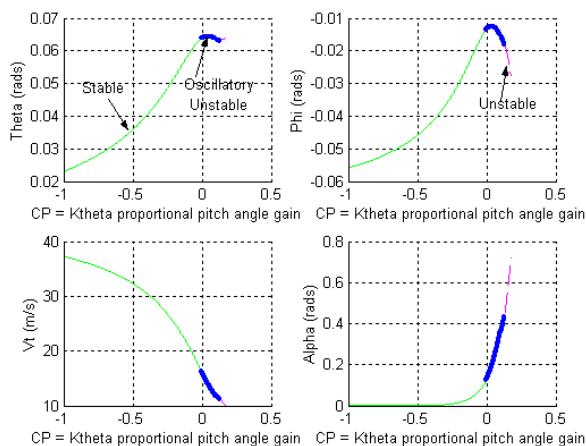 0.07
0.06
0.05
0.04
0.03
0.02
Theta (rads)
Stable
Oscillatory
Unstable
-1 -0.5 0 0.5
CP = Ktheta proportional pitch angle gain
-0.01
-0.02
-0.03
-0.04
-0.05
-0.06
Phi (rads)
Unstable
-1 -0.5 0 0.5
CP = Ktheta proportional pitch angle gain
40
30
20
10
Vt (m/s)
-1 -0.5 0 0.5
CP = Ktheta proportional pitch angle gain
0.8
0.6
0.4
0.2
0
Alpha (rads)
-1 -0.5 0 0.5
CP = Ktheta proportional pitch angle gain